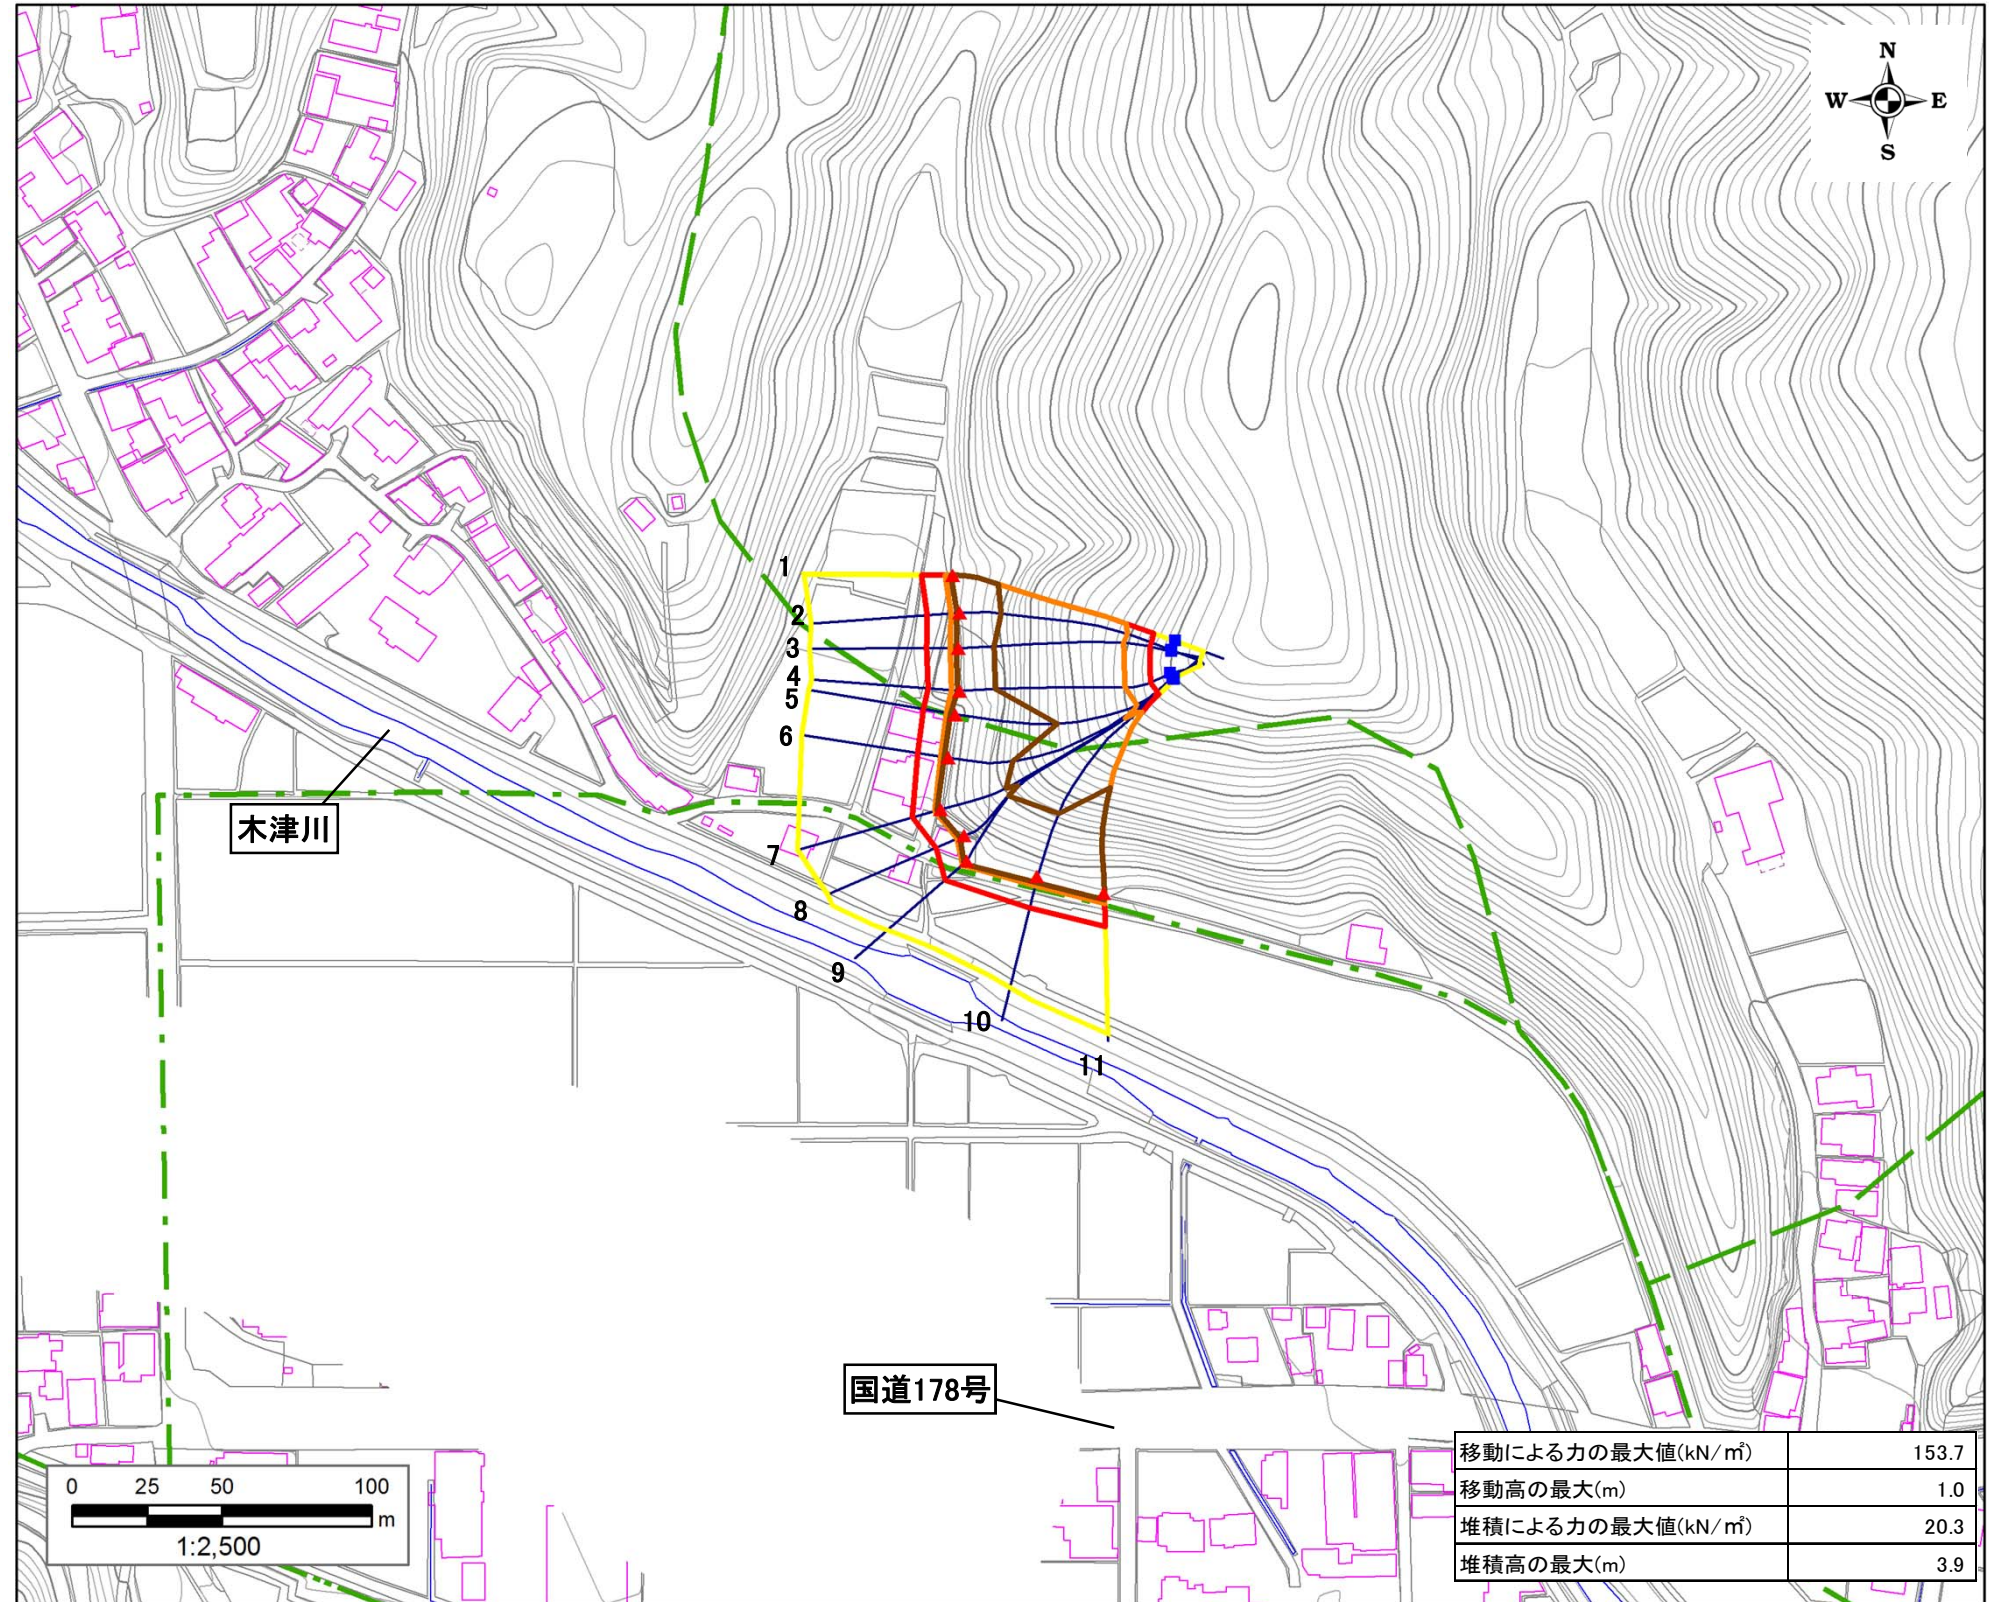 N
W E
S
1
2
3
4
5
6
7
8
9
10
11
木津川
国道178号
移動による力の最大値(kN/㎡) 153.7
移動高の最大(m) 1.0
堆積による力の最大値(kN/㎡) 20.3
堆積高の最大(m) 3.9
0 25 50 100
m
1:2,500